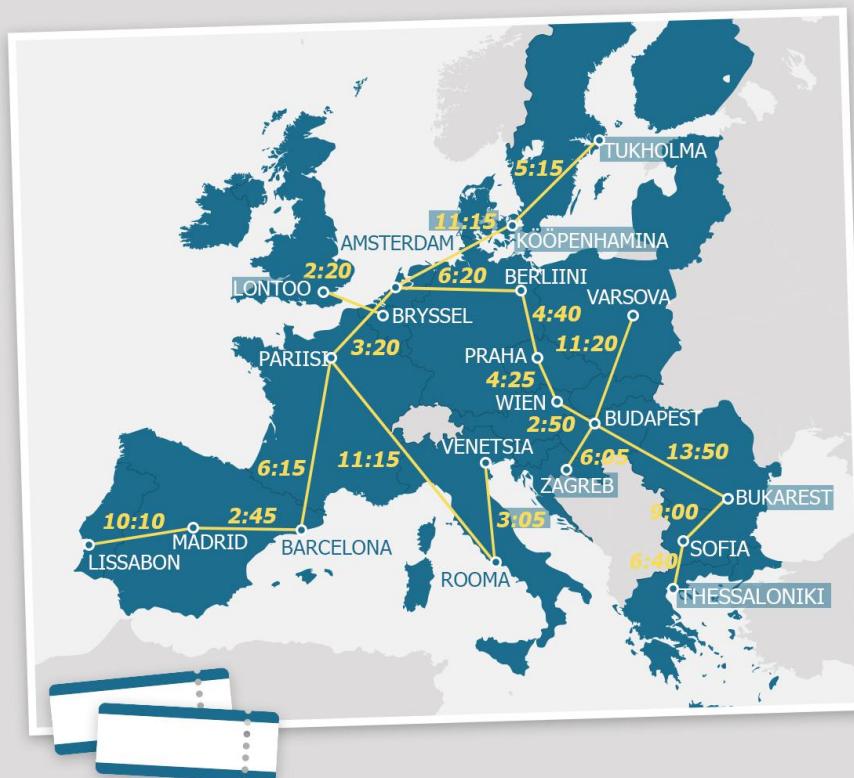 TUKHOLMA
5:15
11:15
AMSTERDAM
KÖÖPENHAMINA
2:20
6:20
BERLIINI
LONTOO
VARSOVA
BRYSSEL
4:40
3:20
11:20
PARIISI
PRAHA
4:25
WIEN
2:50
BUDAPEST
VENETSIA
6:15
11:15
6:05
13:50
ZAGREB
BUKAREST
10:10
2:45
3:05
9:00
MADRID
BARCELONA
SOFIA
LISSABON
6:40
ROOMA
THESSALONIKI